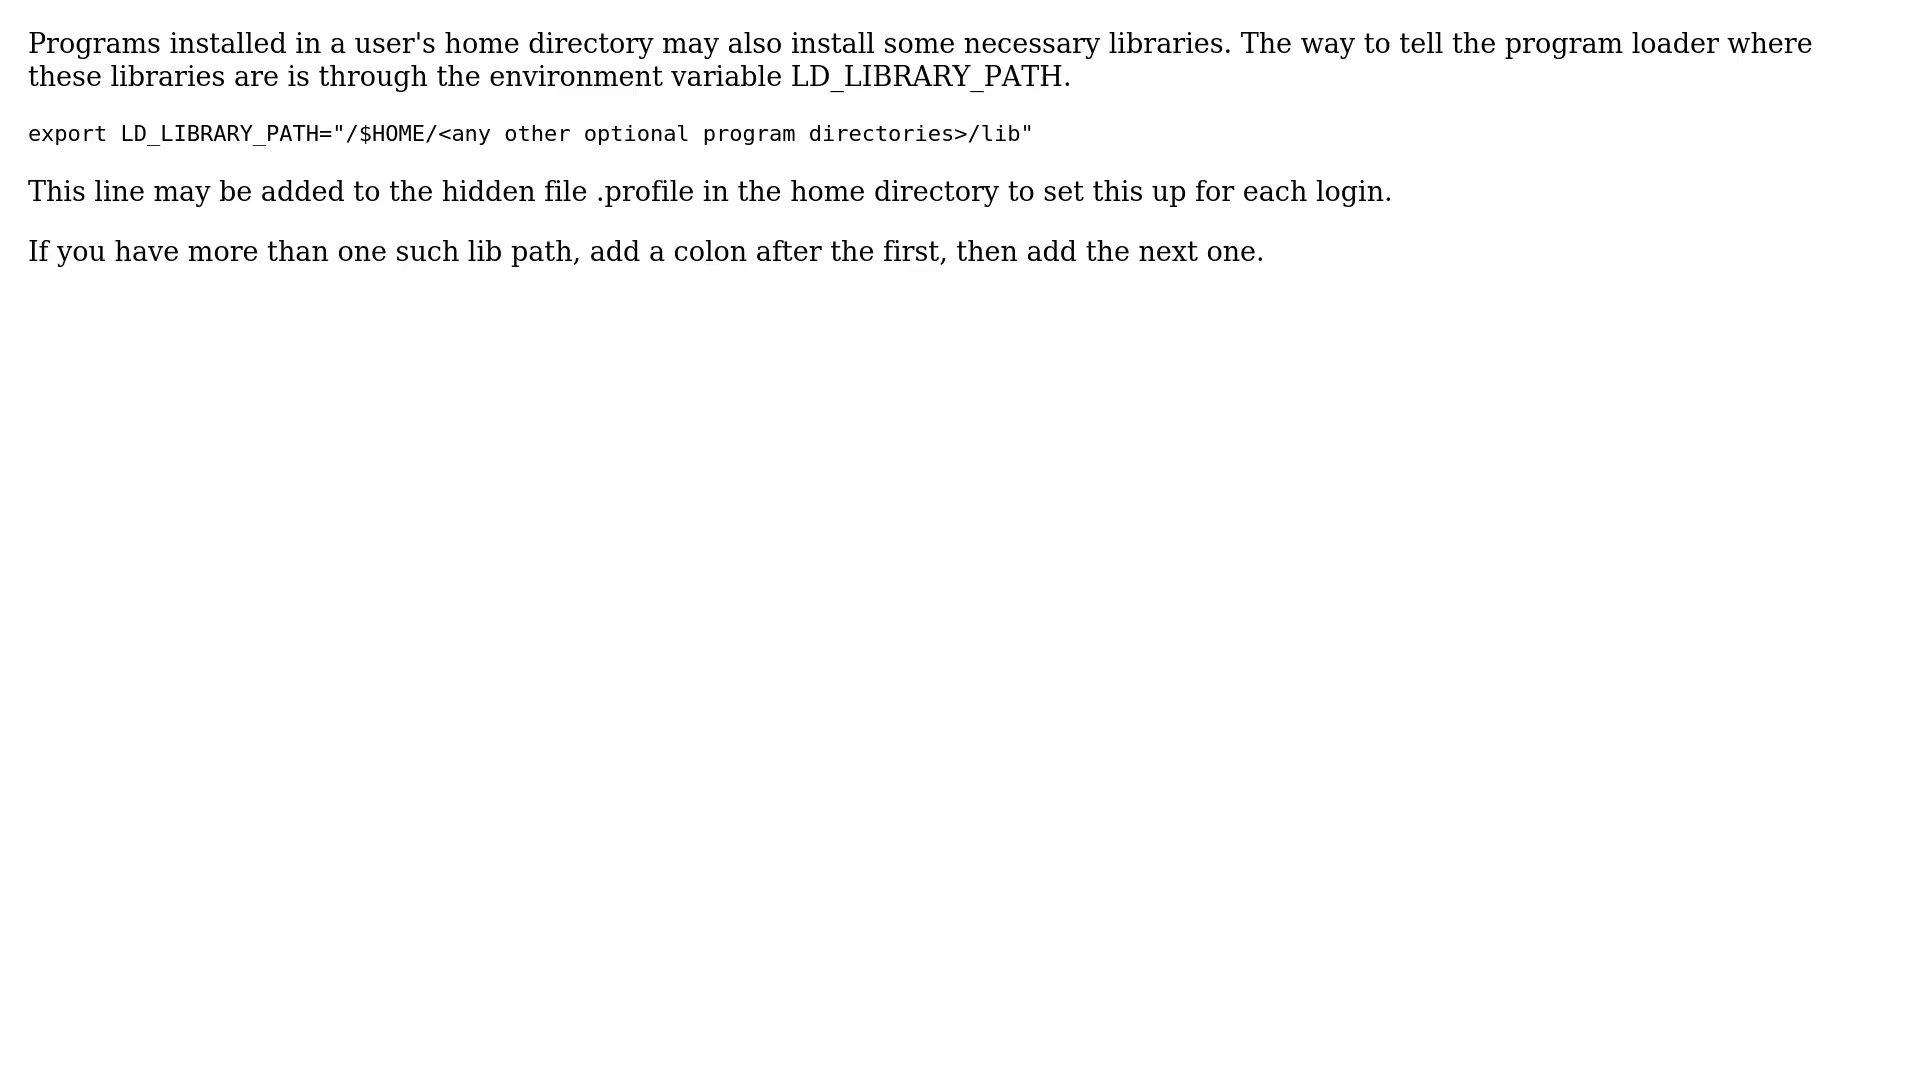 Programs installed in a user's home directory may also install some necessary libraries. The way to tell the program loader where
these libraries are is through the environment variable LD_LIBRARY_PATH.
export LD_LIBRARY_PATH="/$HOME/<any other optional program directories>/lib"
This line may be added to the hidden file .profile in the home directory to set this up for each login.
If you have more than one such lib path, add a colon after the first, then add the next one.